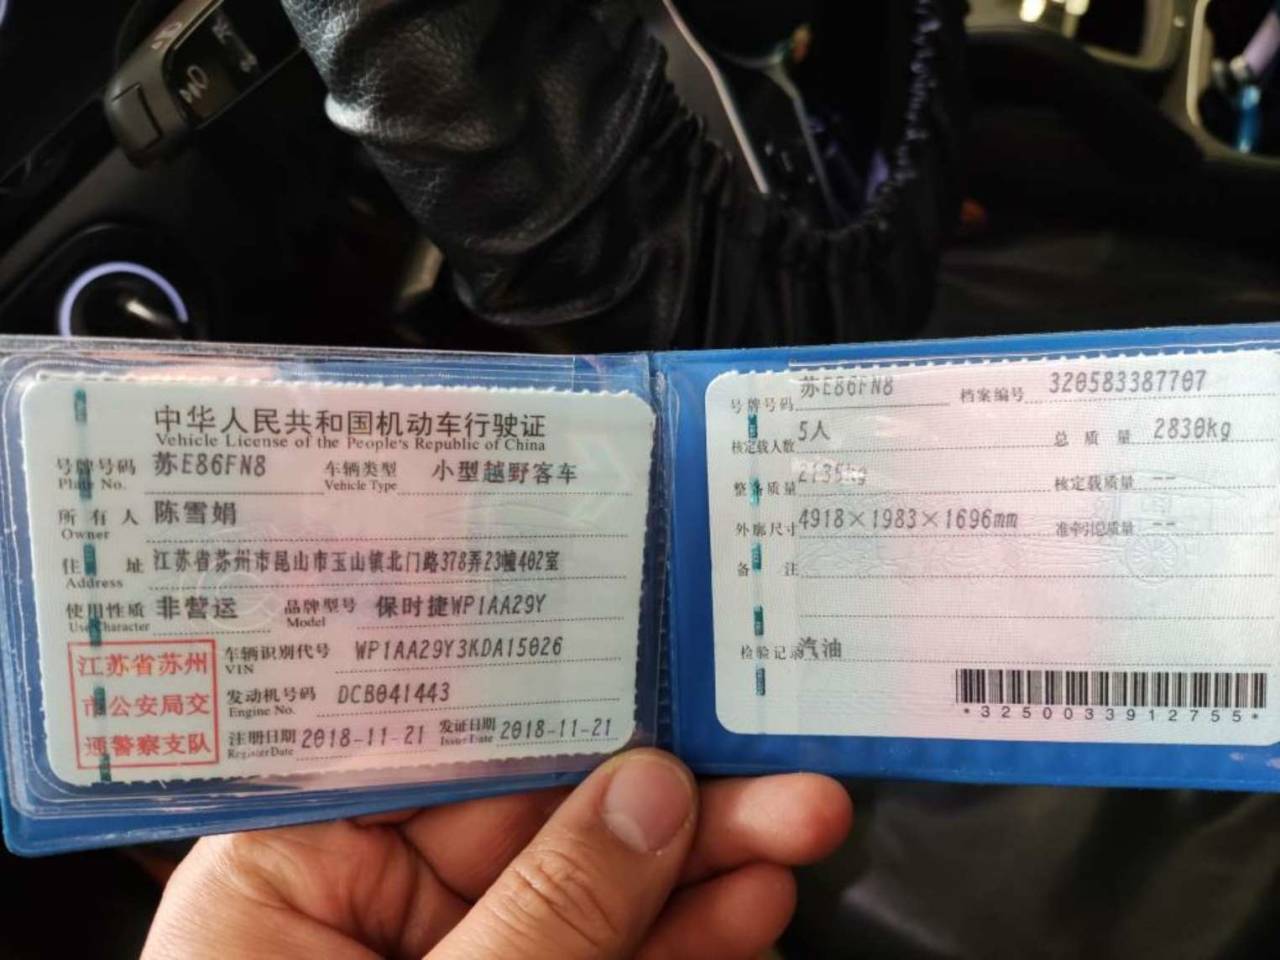 中华人民共和国机动车行驶证
Vehicle License of the People's Republic of China
号牌号码 苏E86FN8 车辆类型 小型越野客车
Plate No. Vehicle Type
所有人 陈雪娟
Owner
住址 江苏省苏州市昆山市玉山镇北门路378弄23幢402室
Address
使用性质 非营运 品牌型号 保时捷WP1AA29Y
Use Character Model
江苏省苏州
市公安局交
通警察支队
车辆识别代号 WP1AA29Y3KDA15026
VIN
发动机号码 DCB041443
Engine No.
注册日期 2018-11-21 发证日期 2018-11-21
Register Date Issue Date
号牌号码 苏E86FN8 档案编号 320583387707
核定载人数 5人 总质量 2830kg
整备质量 2135kg 核定载质量 --
外廓尺寸 4918×1983×1696mm 准牵引总质量 --
备注
检验记录 汽油
*3250033912755*